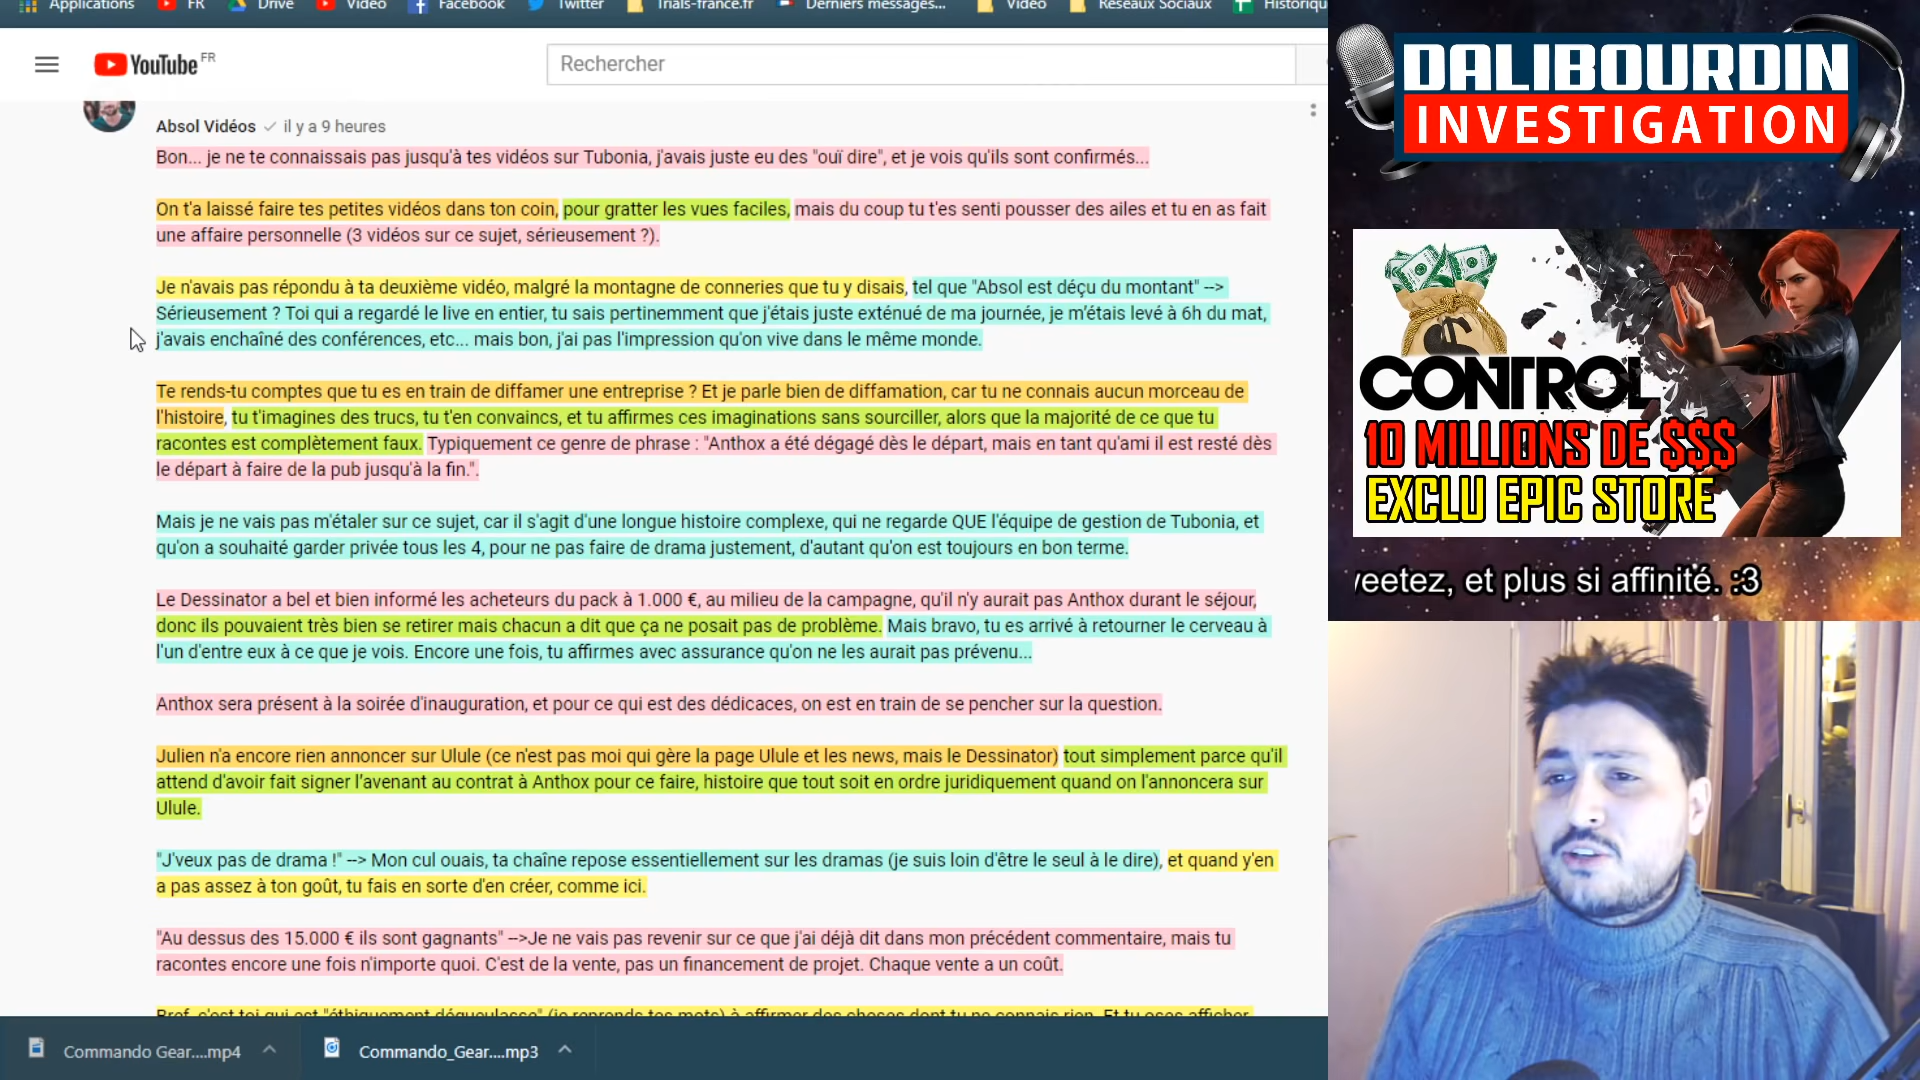 Applications
FR
Drive
Vidéo
Facebook
Twitter
Trials-france.fr
Derniers messages...
Vidéo
Réseaux Sociaux
YouTube FR
Rechercher
Absol Vidéos il y a 9 heures
Bon... je ne te connaissais pas jusqu'à tes vidéos sur Tubonia, j'avais juste eu des "ouï dire", et je vois qu'ils sont confirmés...
On t'a laissé faire tes petites vidéos dans ton coin, pour gratter les vues faciles, mais du coup tu t'es senti pousser des ailes et tu en as fait
une affaire personnelle (3 vidéos sur ce sujet, sérieusement ?).
Je n'avais pas répondu à ta deuxième vidéo, malgré la montagne de conneries que tu y disais, tel que "Absol est déçu du montant" -->
Sérieusement ? Toi qui a regardé le live en entier, tu sais pertinemment que j'étais juste exténué de ma journée, je m'étais levé à 6h du mat,
j'avais enchaîné des conférences, etc... mais bon, j'ai pas l'impression qu'on vive dans le même monde.
Te rends-tu comptes que tu es en train de diffamer une entreprise ? Et je parle bien de diffamation, car tu ne connais aucun morceau de
l'histoire, tu t'imagines des trucs, tu t'en convaincs, et tu affirmes ces imaginations sans sourciller, alors que la majorité de ce que tu
racontes est complètement faux. Typiquement ce genre de phrase : "Anthox a été dégagé dès le départ, mais en tant qu'ami il est resté dès
le départ à faire de la pub jusqu'à la fin.".
Mais je ne vais pas m'étaler sur ce sujet, car il s'agit d'une longue histoire complexe, qui ne regarde QUE l'équipe de gestion de Tubonia, et
qu'on a souhaité garder privée tous les 4, pour ne pas faire de drama justement, d'autant qu'on est toujours en bon terme.
Le Dessinator a bel et bien informé les acheteurs du pack à 1.000 €, au milieu de la campagne, qu'il n'y aurait pas Anthox durant le séjour,
donc ils pouvaient très bien se retirer mais chacun a dit que ça ne posait pas de problème. Mais bravo, tu es arrivé à retourner le cerveau à
l'un d'entre eux à ce que je vois. Encore une fois, tu affirmes avec assurance qu'on ne les aurait pas prévenu...
Anthox sera présent à la soirée d'inauguration, et pour ce qui est des dédicaces, on est en train de se pencher sur la question.
Julien n'a encore rien annoncer sur Ulule (ce n'est pas moi qui gère la page Ulule et les news, mais le Dessinator) tout simplement parce qu'il
attend d'avoir fait signer l'avenant au contrat à Anthox pour ce faire, histoire que tout soit en ordre juridiquement quand on l'annoncera sur
Ulule.
"J'veux pas de drama !" --> Mon cul ouais, ta chaîne repose essentiellement sur les dramas (je suis loin d'être le seul à le dire), et quand y'en
a pas assez à ton goût, tu fais en sorte d'en créer, comme ici.
"Au dessus des 15.000 € ils sont gagnants" -->Je ne vais pas revenir sur ce que j'ai déjà dit dans mon précédent commentaire, mais tu
racontes encore une fois n'importe quoi. C'est de la vente, pas un financement de projet. Chaque vente a un coût.
Bref, c'est toi qui est "éthiquement dégueulasse" (je reprends tes mots) à affirmer des choses dont tu ne connais rien. Et tu oses afficher
Commando Gear....mp4
Commando_Gear....mp3
DALIBOURDIN
INVESTIGATION
CONTROL
10 MILLIONS DE $$$
EXCLU EPIC STORE
et plus si affinité. :3